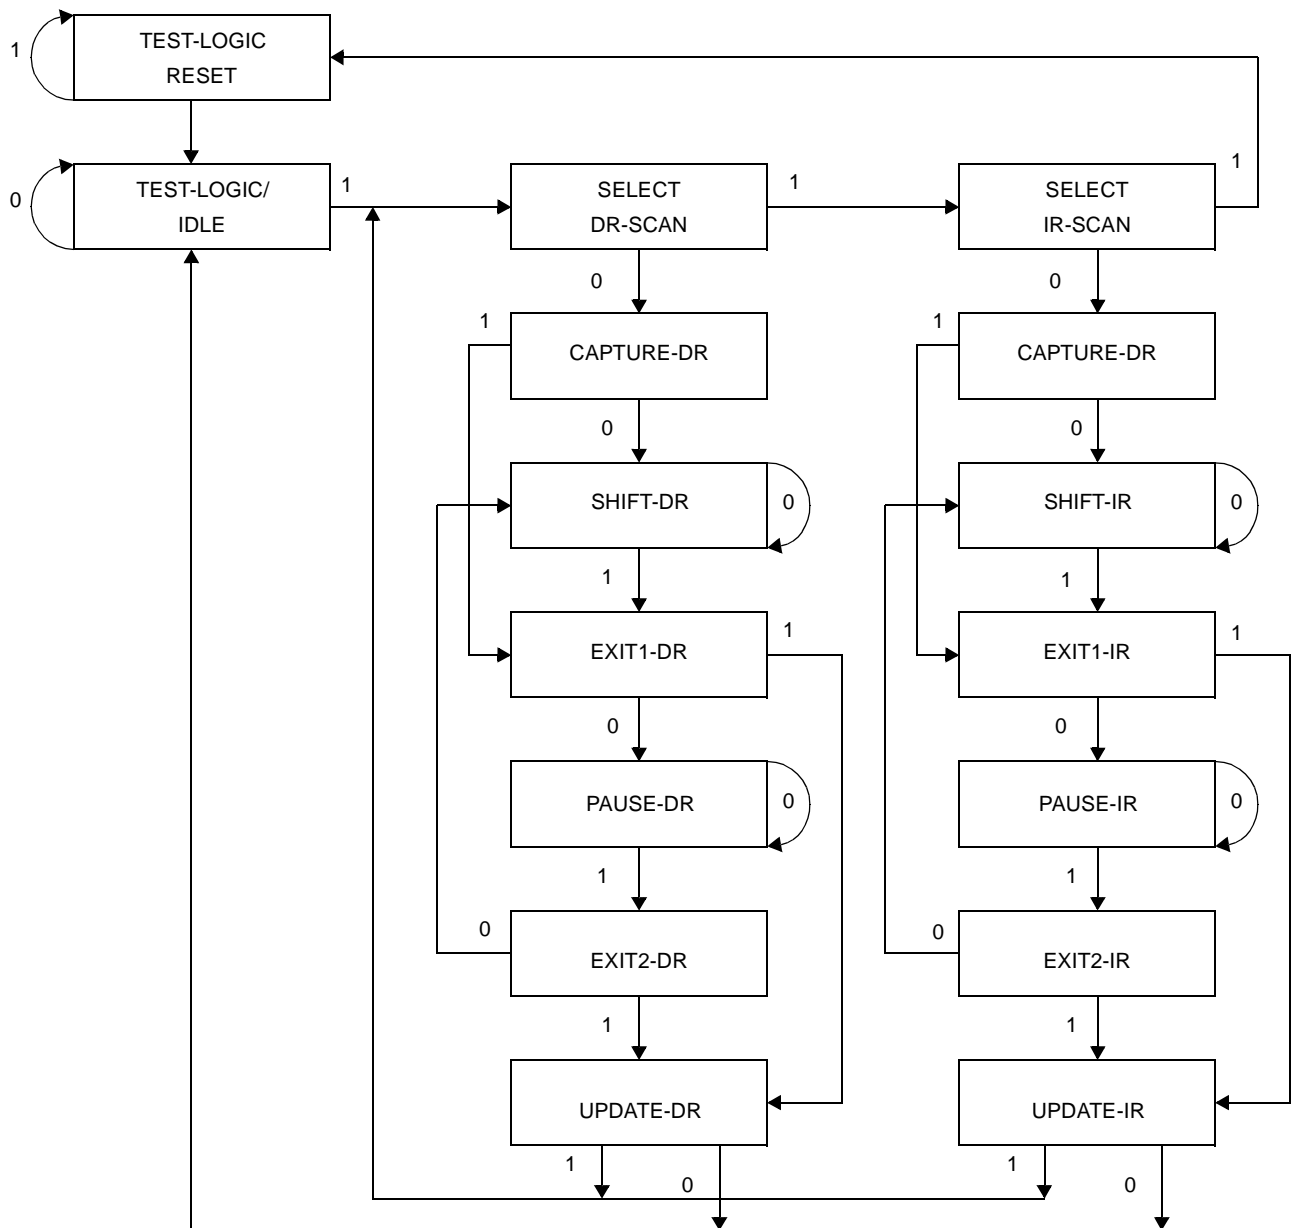 TEST-LOGIC
RESET
1
TEST-LOGIC/
IDLE
0
1
SELECT
DR-SCAN
1
SELECT
IR-SCAN
1
0
0
1
CAPTURE-DR
1
CAPTURE-DR
0
0
SHIFT-DR
0
SHIFT-IR
0
1
1
EXIT1-DR
1
EXIT1-IR
1
0
0
PAUSE-DR
0
PAUSE-IR
0
1
1
0
EXIT2-DR
0
EXIT2-IR
1
1
UPDATE-DR
UPDATE-IR
1
0
1
0